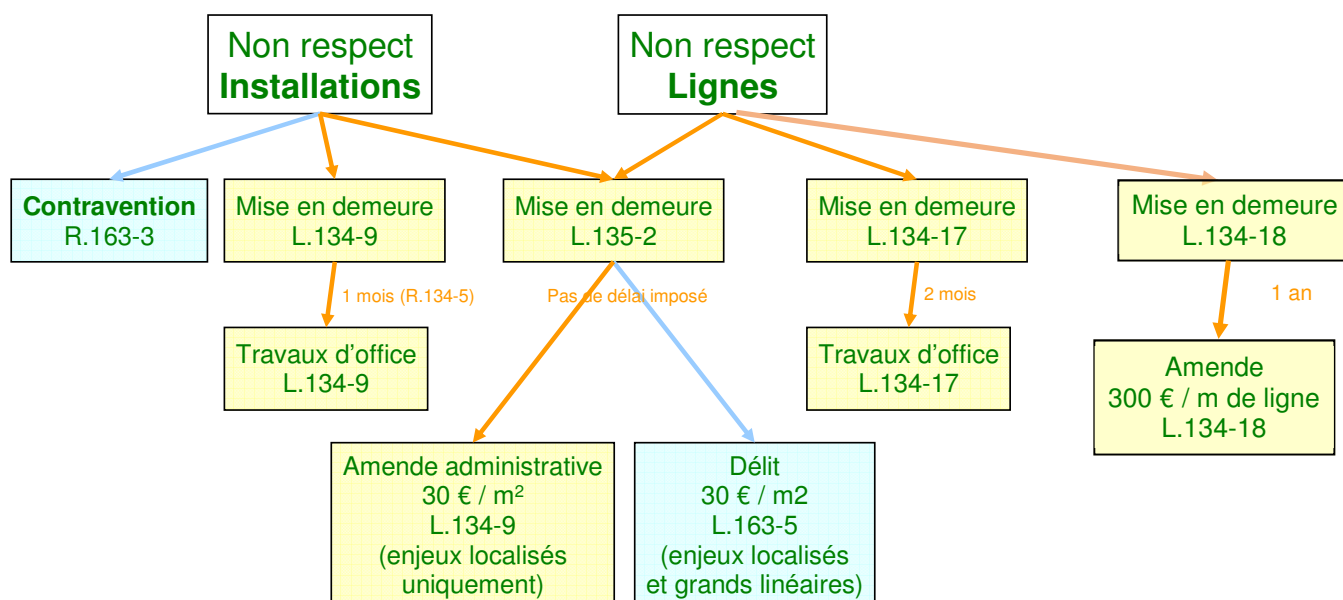 Non respect
Installations
Non respect
Lignes
Contravention
R.163-3
Mise en demeure
L.134-9
Mise en demeure
L.135-2
Mise en demeure
L.134-17
Mise en demeure
L.134-18
1 mois (R.134-5)
Pas de délai imposé
2 mois
1 an
Travaux d'office
L.134-9
Travaux d'office
L.134-17
Amende
300 € / m de ligne
L.134-18
Amende administrative
30 € / m²
L.134-9
(enjeux localisés
uniquement)
Délit
30 € / m2
L.163-5
(enjeux localisés
et grands linéaires)